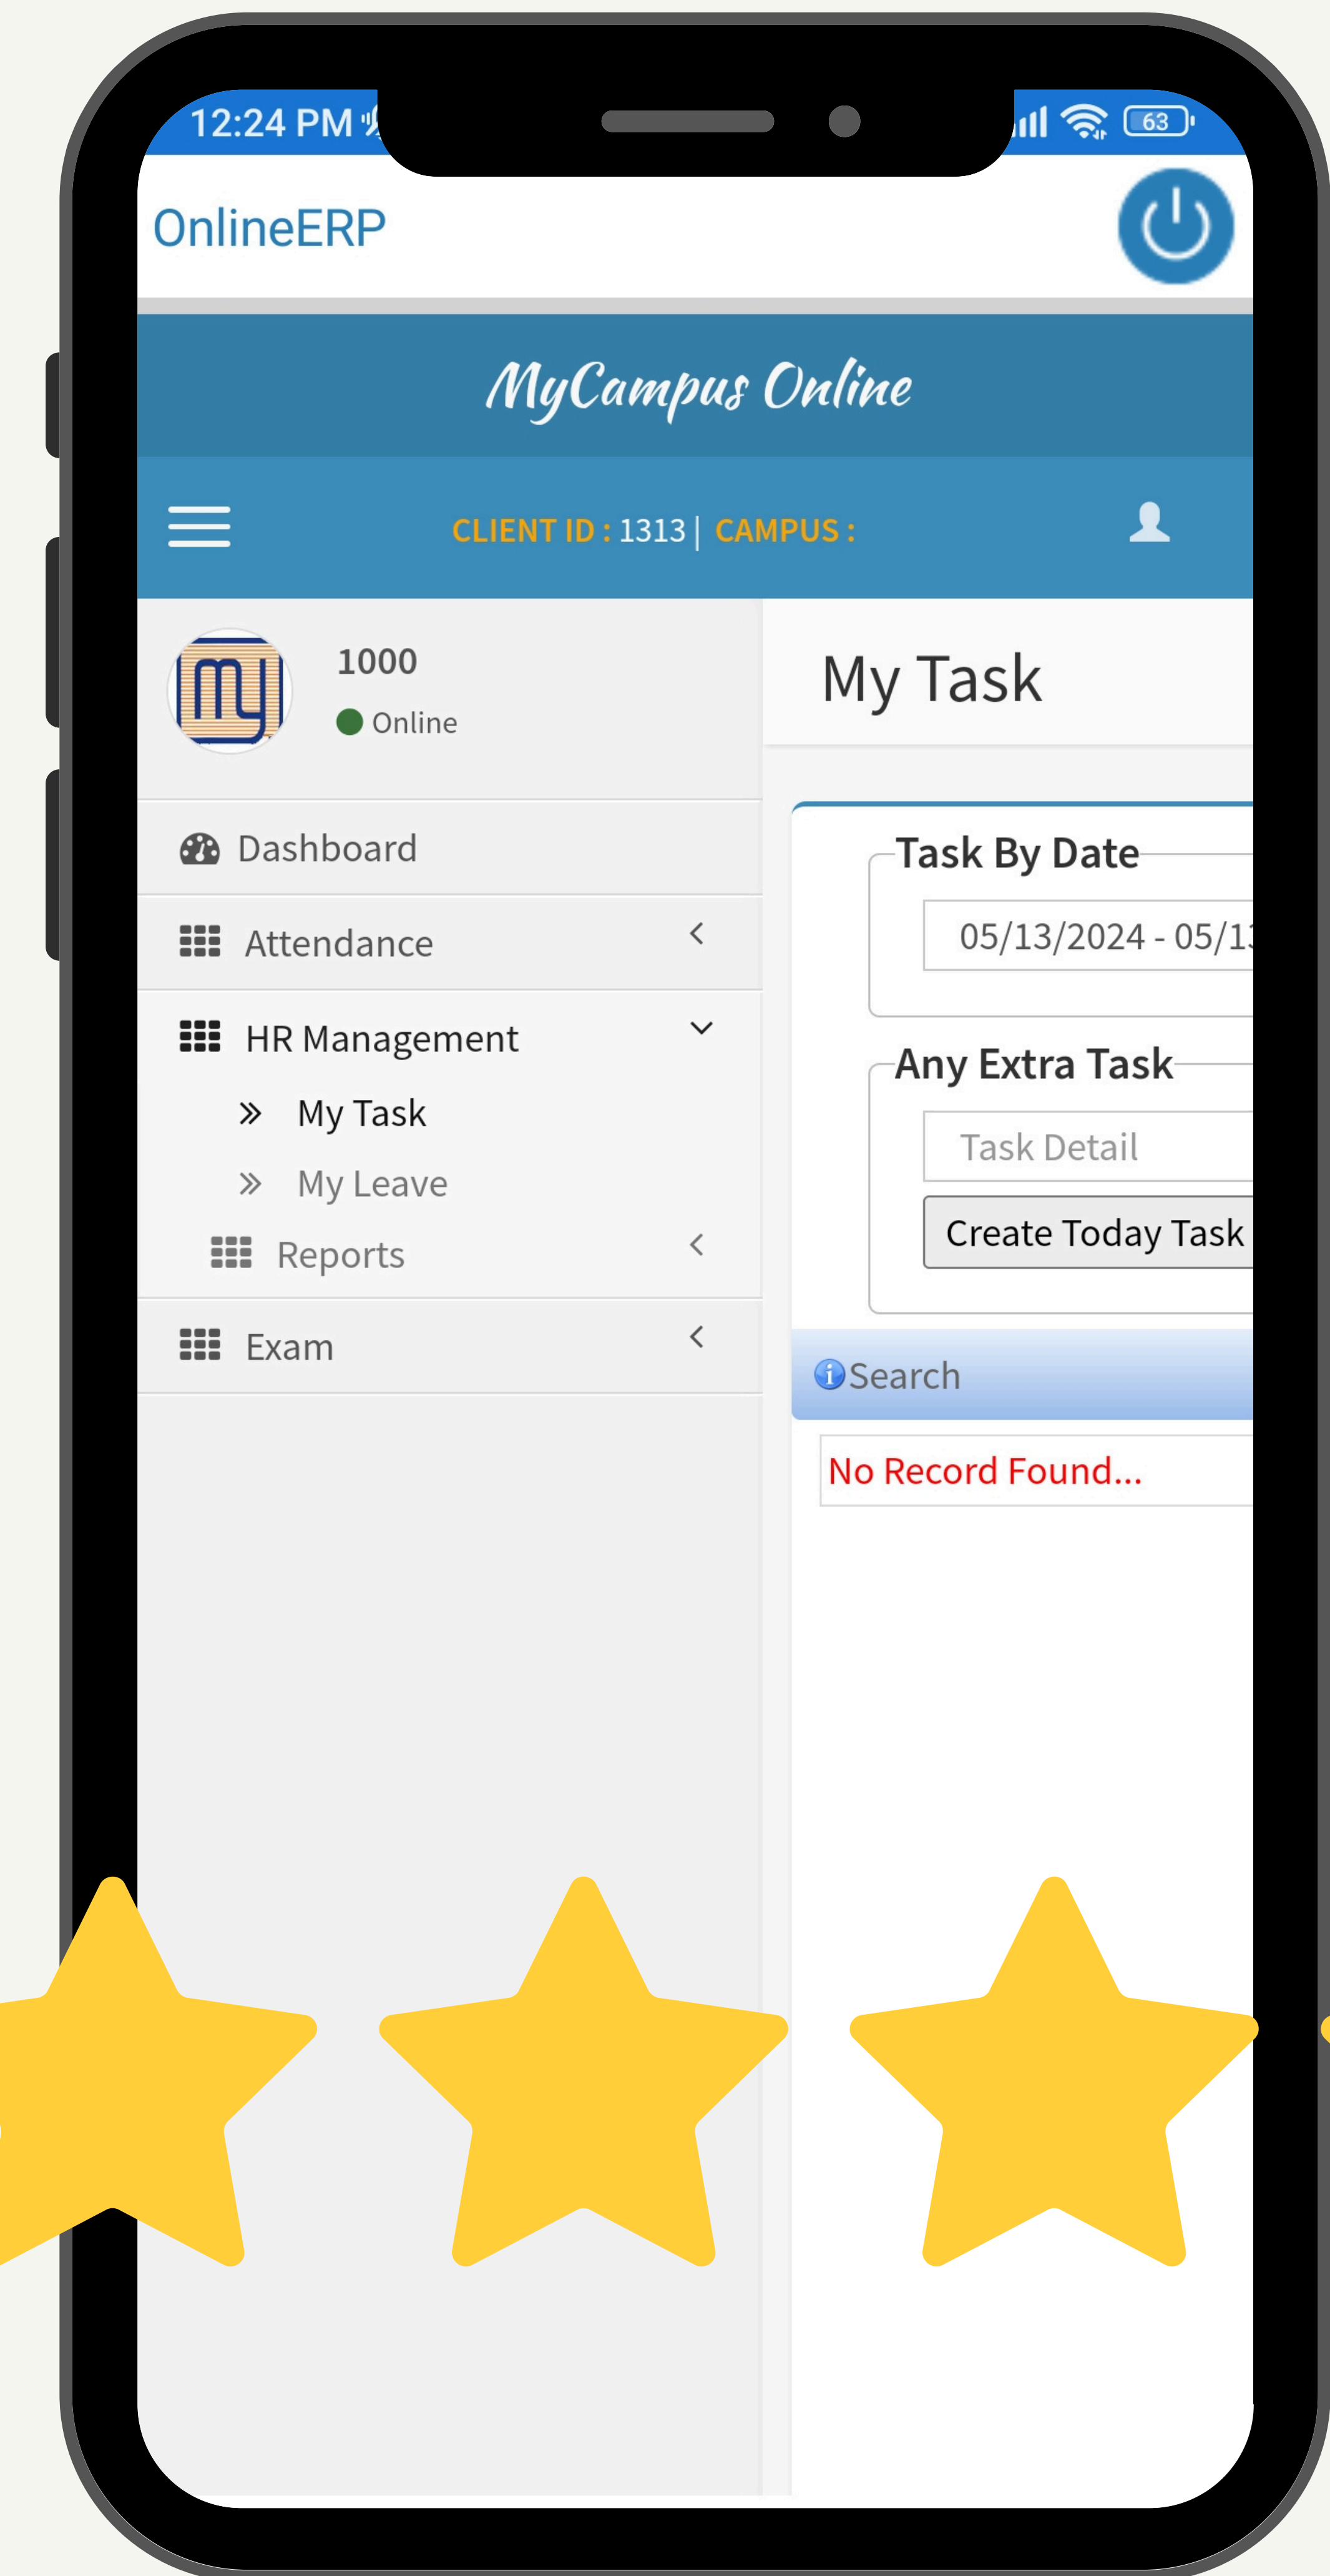 12:24 PM
63
OnlineERP
MyCampus Online
CLIENT ID : 1313 | CAMPUS :
my
1000
Online
Dashboard
Attendance
HR Management
My Task
My Leave
Reports
Exam
My Task
Task By Date
05/13/2024 - 05/13
Any Extra Task
Task Detail
Create Today Task
Search
No Record Found...